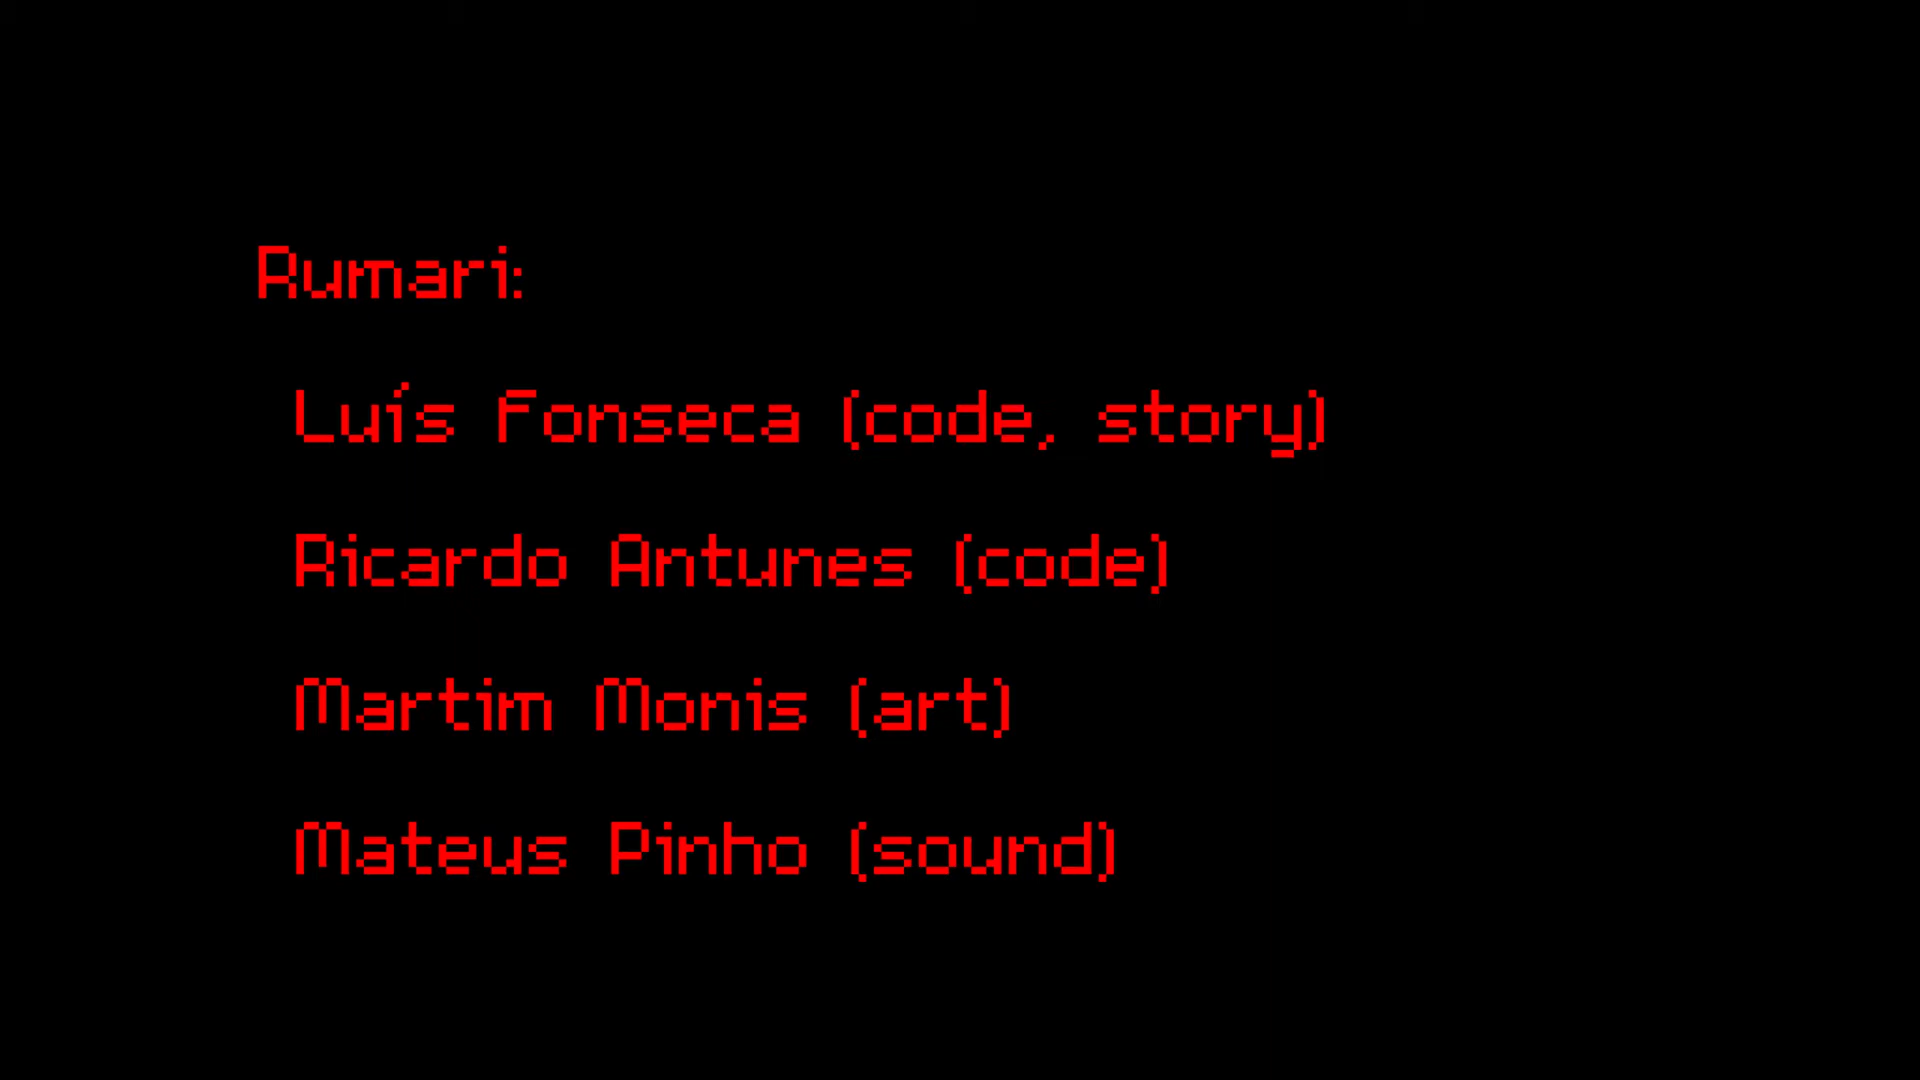 Rumari:
Luís Fonseca (code, story)
Ricardo Antunes (code)
Martim Monis (art)
Mateus Pinho (sound)